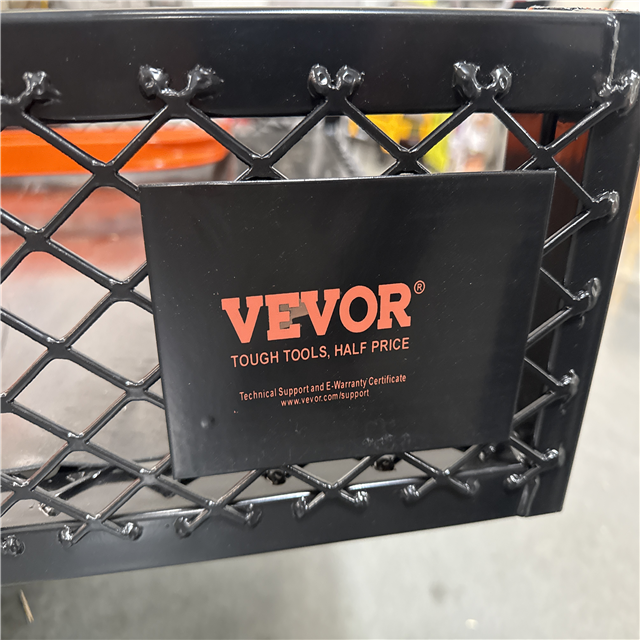 VEVOR®
TOUGH TOOLS, HALF PRICE
Technical Support and E-Warranty Certificate
www.vevor.com/support